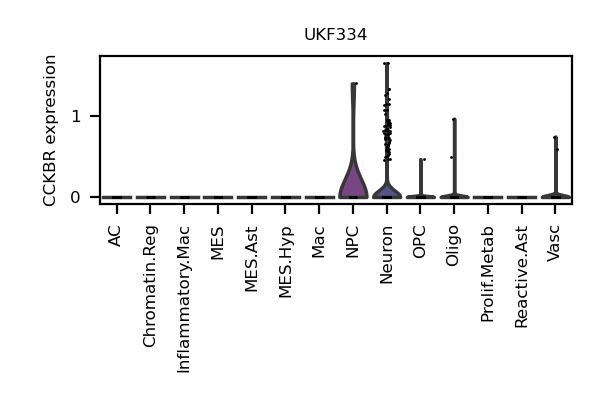 UKF334
CCKBR expression
1
0
AC
Chromatin.Reg
Inflammatory.Mac
MES
MES.Ast
MES.Hyp
Mac
NPC
Neuron
OPC
Oligo
Prolif.Metab
Reactive.Ast
Vasc